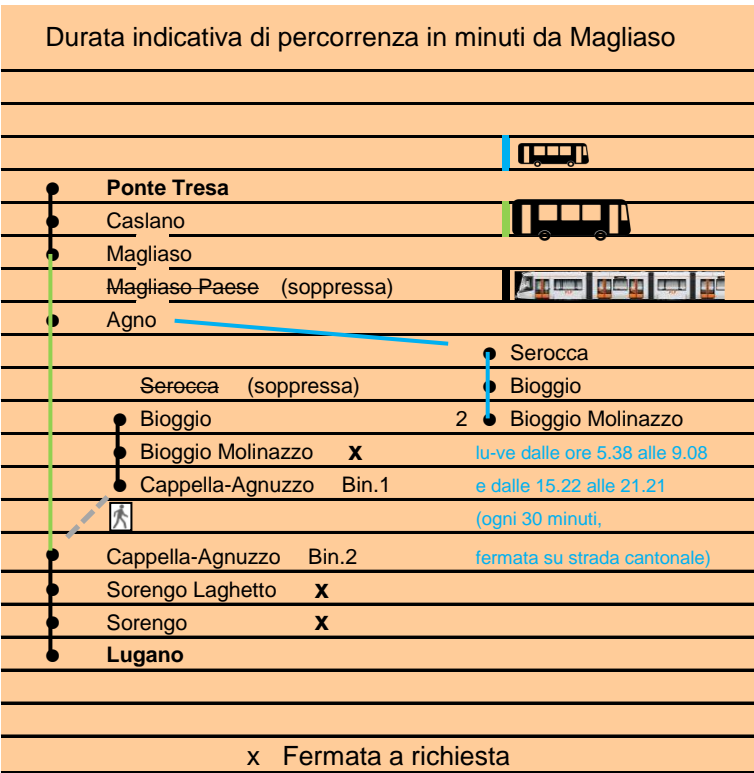 Durata indicativa di percorrenza in minuti da Magliaso
Ponte Tresa
Caslano
Magliaso
Magliaso Paese (soppressa)
Agno
Serocca
Serocca (soppressa)
Bioggio
Bioggio
2 Bioggio Molinazzo
Bioggio Molinazzo x
lu-ve dalle ore 5.38 alle 9.08
Cappella-Agnuzzo Bin.1
e dalle 15.22 alle 21.21
(ogni 30 minuti,
Cappella-Agnuzzo Bin.2
fermata su strada cantonale)
Sorengo Laghetto x
Sorengo x
Lugano
x Fermata a richiesta